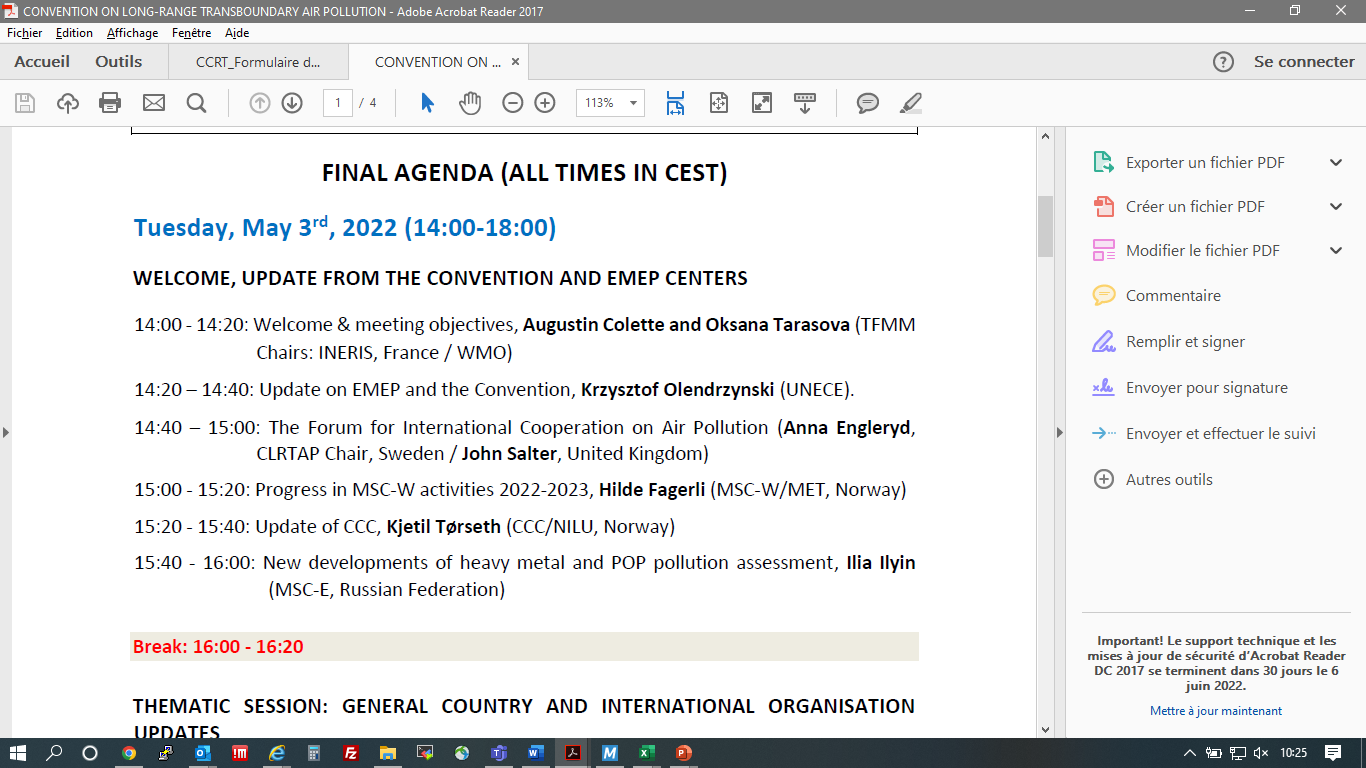 CONVENTION ON LONG-RANGE TRANSBOUNDARY AIR POLLUTION - Adobe Acrobat Reader 2017
Fichier Edition Affichage Fenêtre Aide
Accueil Outils CCRT_Formulaire d... CONVENTION ON ... × ? Se connecter
1 / 4 113%
FINAL AGENDA (ALL TIMES IN CEST)
Tuesday, May 3rd, 2022 (14:00-18:00)
WELCOME, UPDATE FROM THE CONVENTION AND EMEP CENTERS
14:00 - 14:20: Welcome & meeting objectives, Augustin Colette and Oksana Tarasova (TFMM
Chairs: INERIS, France / WMO)
14:20 – 14:40: Update on EMEP and the Convention, Krzysztof Olendrzynski (UNECE).
14:40 – 15:00: The Forum for International Cooperation on Air Pollution (Anna Engleryd,
CLRTAP Chair, Sweden / John Salter, United Kingdom)
15:00 - 15:20: Progress in MSC-W activities 2022-2023, Hilde Fagerli (MSC-W/MET, Norway)
15:20 - 15:40: Update of CCC, Kjetil Tørseth (CCC/NILU, Norway)
15:40 - 16:00: New developments of heavy metal and POP pollution assessment, Ilia Ilyin
(MSC-E, Russian Federation)
Break: 16:00 - 16:20
THEMATIC SESSION: GENERAL COUNTRY AND INTERNATIONAL ORGANISATION
UPDATES
Exporter un fichier PDF
Créer un fichier PDF
Modifier le fichier PDF
Commentaire
Remplir et signer
Envoyer pour signature
Envoyer et effectuer le suivi
Autres outils
Important! Le support technique et les
mises à jour de sécurité d'Acrobat Reader
DC 2017 se terminent dans 30 jours le 6
juin 2022.
Mettre à jour maintenant
10:25